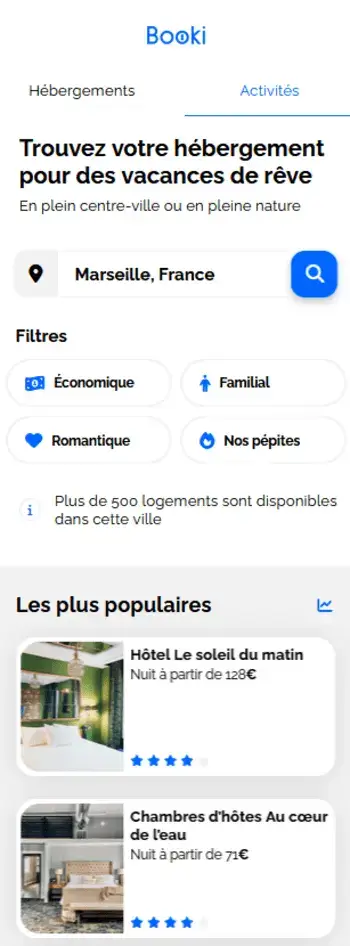 Booki
Hébergements
Activités
Trouvez votre hébergement
pour des vacances de rêve
En plein centre-ville ou en pleine nature
Marseille, France
Filtres
Économique
Familial
Romantique
Nos pépites
Plus de 500 logements sont disponibles
dans cette ville
Les plus populaires
Hôtel Le soleil du matin
Nuit à partir de 128€
Chambres d'hôtes Au cœur
de l'eau
Nuit à partir de 71€